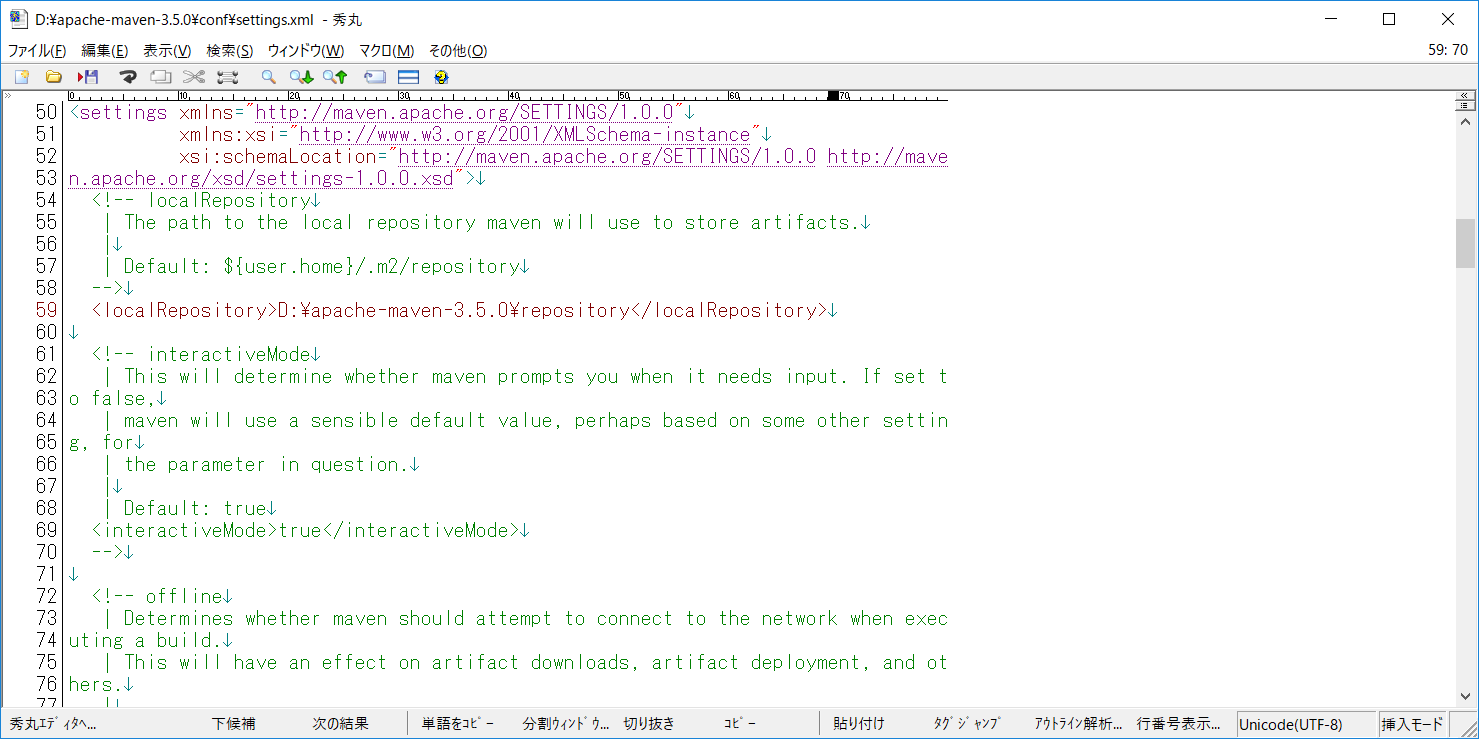 D:¥apache-maven-3.5.0¥conf¥settings.xml - 秀丸
ファイル(F) 編集(E) 表示(V) 検索(S) ウィンドウ(W) マクロ(M) その他(O) 59: 70
0 10 20 30 40 50 60 70
50 <settings xmlns="http://maven.apache.org/SETTINGS/1.0.0"↓
51 xmlns:xsi="http://www.w3.org/2001/XMLSchema-instance"↓
52 xsi:schemaLocation="http://maven.apache.org/SETTINGS/1.0.0 http://mave
53 n.apache.org/xsd/settings-1.0.0.xsd">↓
54 <!-- localRepository↓
55 | The path to the local repository maven will use to store artifacts.↓
56 |↓
57 | Default: ${user.home}/.m2/repository↓
58 -->↓
59 <localRepository>D:¥apache-maven-3.5.0¥repository</localRepository>↓
60 ↓
61 <!-- interactiveMode↓
62 | This will determine whether maven prompts you when it needs input. If set t
63 o false,↓
64 | maven will use a sensible default value, perhaps based on some other settin
65 g, for↓
66 | the parameter in question.↓
67 |↓
68 | Default: true↓
69 <interactiveMode>true</interactiveMode>↓
70 -->↓
71 ↓
72 <!-- offline↓
73 | Determines whether maven should attempt to connect to the network when exec
74 uting a build.↓
75 | This will have an effect on artifact downloads, artifact deployment, and ot
76 hers.↓
77 |↓
秀丸ｴﾃﾞｨﾀﾍ... 下候補 次の結果 単語をｺﾋﾟｰ 分割ｳｨﾝﾄﾞｳ... 切り抜き ｺﾋﾟｰ 貼り付け ﾀｸﾞｼﾞｬﾝﾌﾟ ｱｳﾄﾗｲﾝ解析... 行番号表示... Unicode(UTF-8) 挿入モード